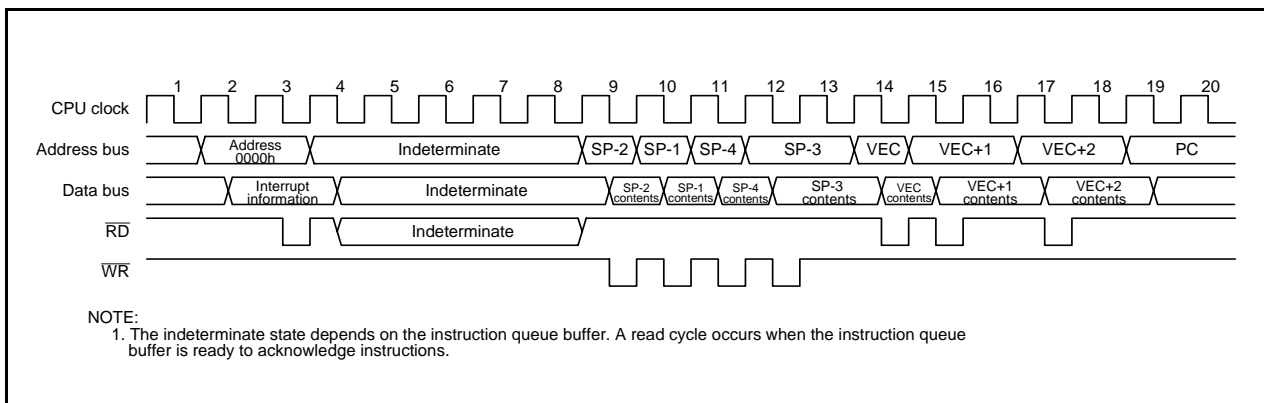 1 2 3 4 5 6 7 8 9 10 11 12 13 14 15 16 17 18 19 20
CPU clock
Address bus Address 0000h Indeterminate SP-2 SP-1 SP-4 SP-3 VEC VEC+1 VEC+2 PC
Data bus Interrupt information Indeterminate SP-2 contents SP-1 contents SP-4 contents SP-3 contents VEC contents VEC+1 contents VEC+2 contents
RD Indeterminate
WR
NOTE:
1. The indeterminate state depends on the instruction queue buffer. A read cycle occurs when the instruction queue
buffer is ready to acknowledge instructions.